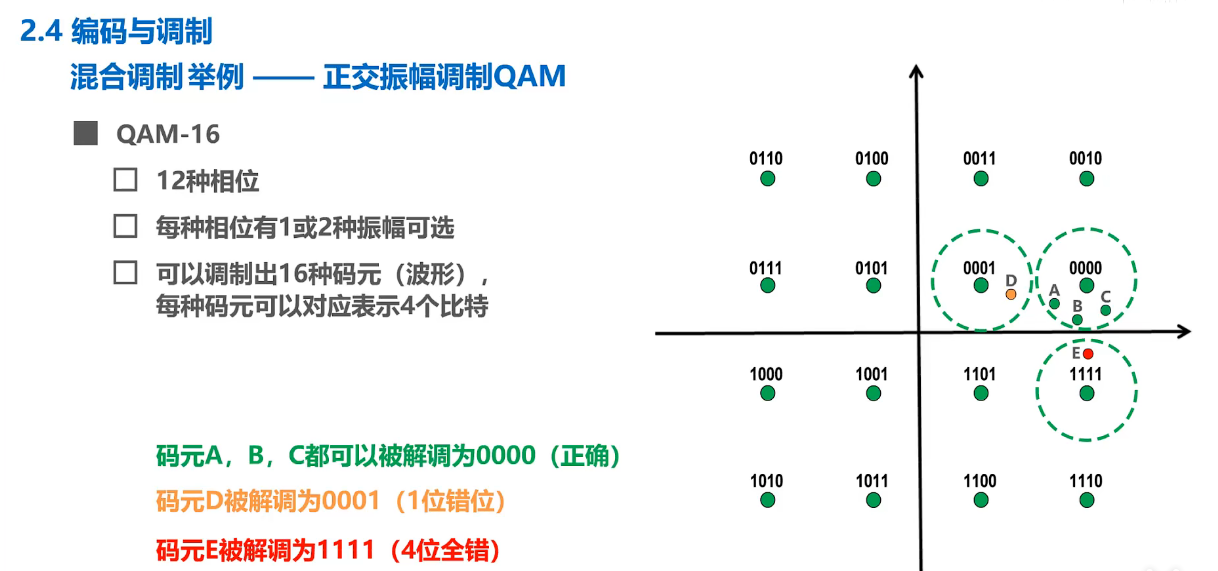 2.4 编码与调制
混合调制 举例 —— 正交振幅调制QAM
QAM-16
12种相位
每种相位有1或2种振幅可选
可以调制出16种码元（波形），
每种码元可以对应表示4个比特
码元A，B，C都可以被解调为0000（正确）
码元D被解调为0001（1位错位）
码元E被解调为1111（4位全错）
0110 0100 0011 0010
0111 0101 0001 0000
D A B C
E
1000 1001 1101 1111
1010 1011 1100 1110